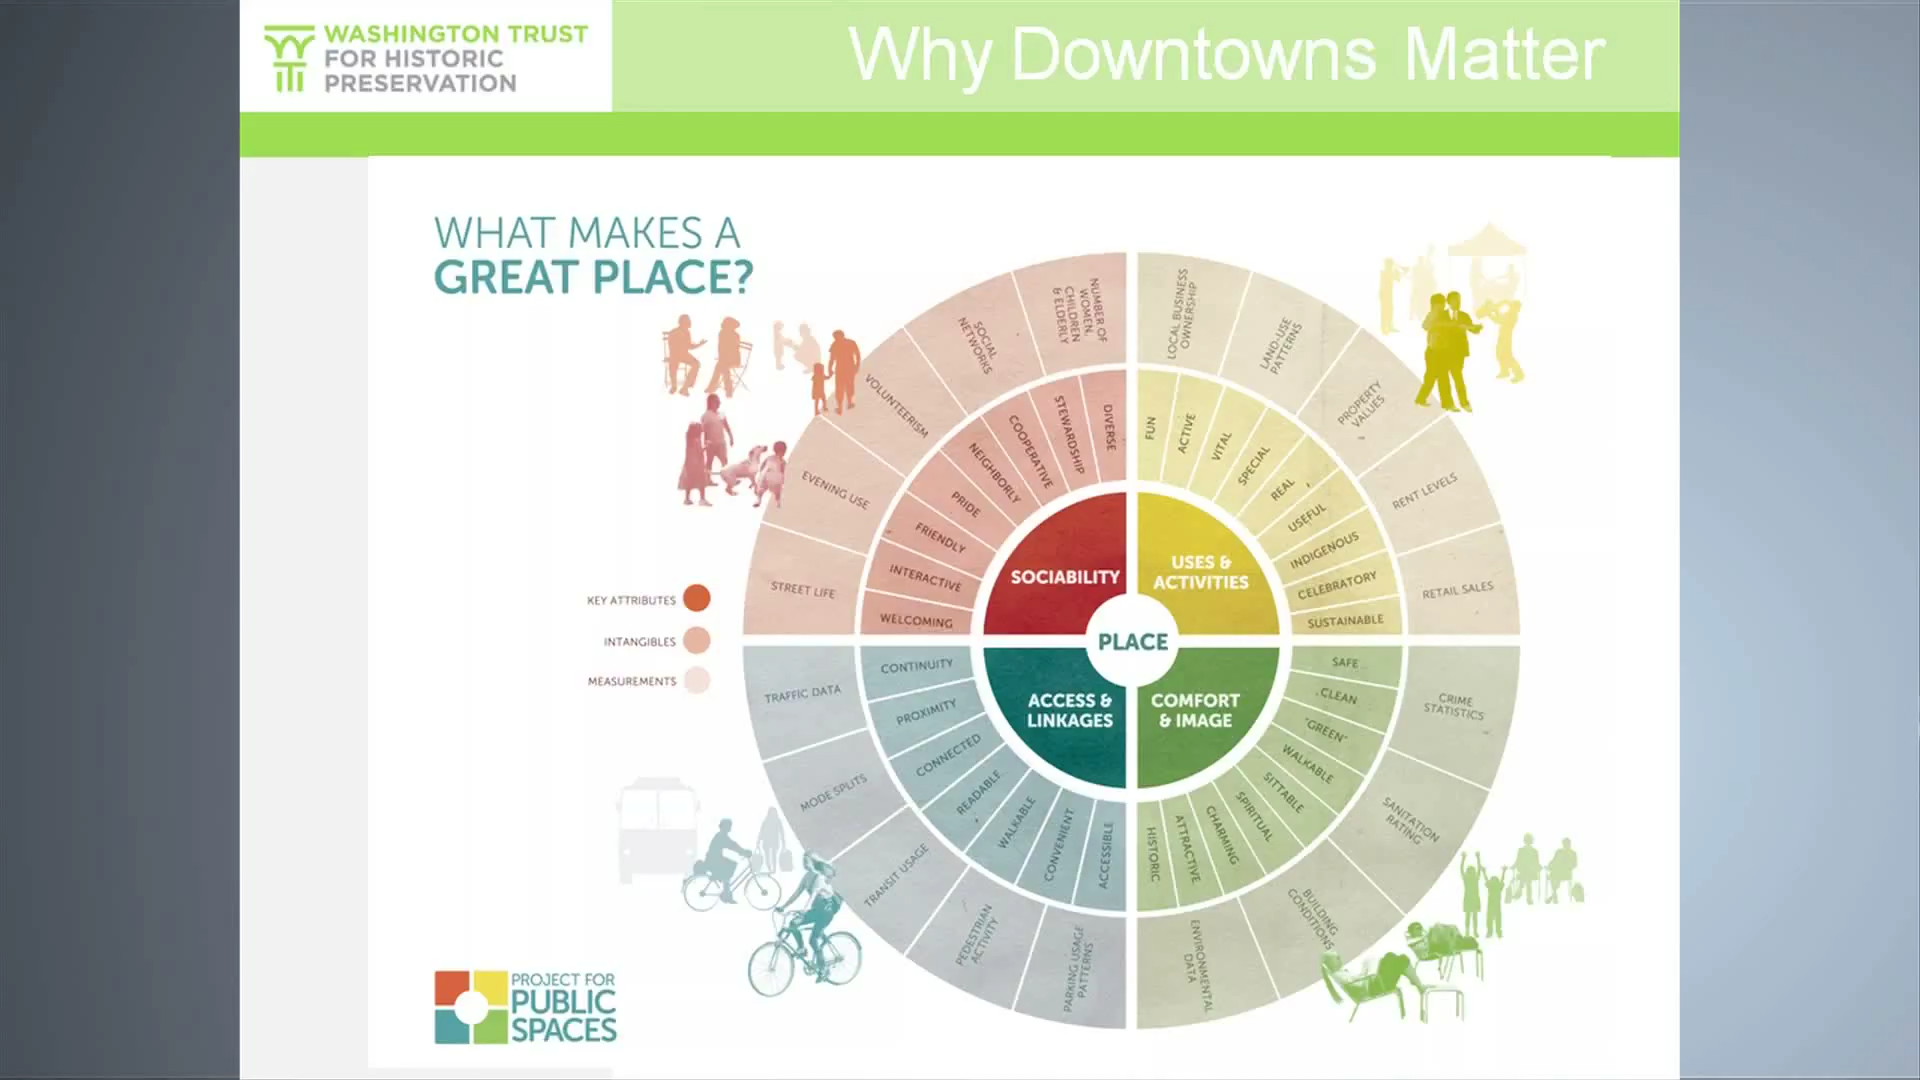 WASHINGTON TRUST
FOR HISTORIC
PRESERVATION
Why Downtowns Matter
WHAT MAKES A
GREAT PLACE?
KEY ATTRIBUTES
INTANGIBLES
MEASUREMENTS
PLACE
SOCIABILITY
USES &
ACTIVITIES
ACCESS &
LINKAGES
COMFORT
& IMAGE
WELCOMING
INTERACTIVE
FRIENDLY
PRIDE
NEIGHBORLY
COOPERATIVE
STEWARDSHIP
DIVERSE
FUN
ACTIVE
VITAL
SPECIAL
REAL
USEFUL
INDIGENOUS
CELEBRATORY
SUSTAINABLE
SAFE
CLEAN
"GREEN"
WALKABLE
SITTABLE
SPIRITUAL
CHARMING
ATTRACTIVE
HISTORIC
ACCESSIBLE
CONVENIENT
WALKABLE
READABLE
CONNECTED
PROXIMITY
CONTINUITY
STREET LIFE
EVENING USE
VOLUNTEERISM
SOCIAL
NETWORKS
NUMBER OF
WOMEN,
CHILDREN
& ELDERLY
LOCAL BUSINESS
OWNERSHIP
LAND-USE
PATTERNS
PROPERTY
VALUES
RENT LEVELS
RETAIL SALES
CRIME
STATISTICS
SANITATION
RATING
BUILDING
CONDITIONS
ENVIRONMENTAL
DATA
PARKING USAGE
PATTERNS
PEDESTRIAN
ACTIVITY
TRANSIT USAGE
MODE SPLITS
TRAFFIC DATA
PROJECT FOR
PUBLIC
SPACES